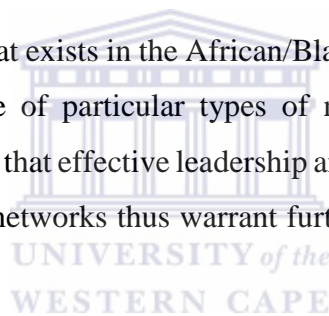 at exists in the African/Bla
e of particular types of
that effective leadership a
networks thus warrant furt
UNIVERSITY of the
WESTERN CAPE